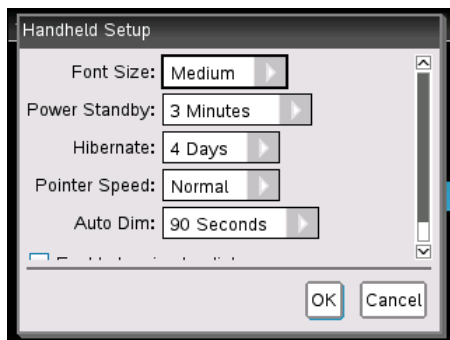 Handheld Setup
Font Size: Medium
Power Standby: 3 Minutes
Hibernate: 4 Days
Pointer Speed: Normal
Auto Dim: 90 Seconds
OK Cancel